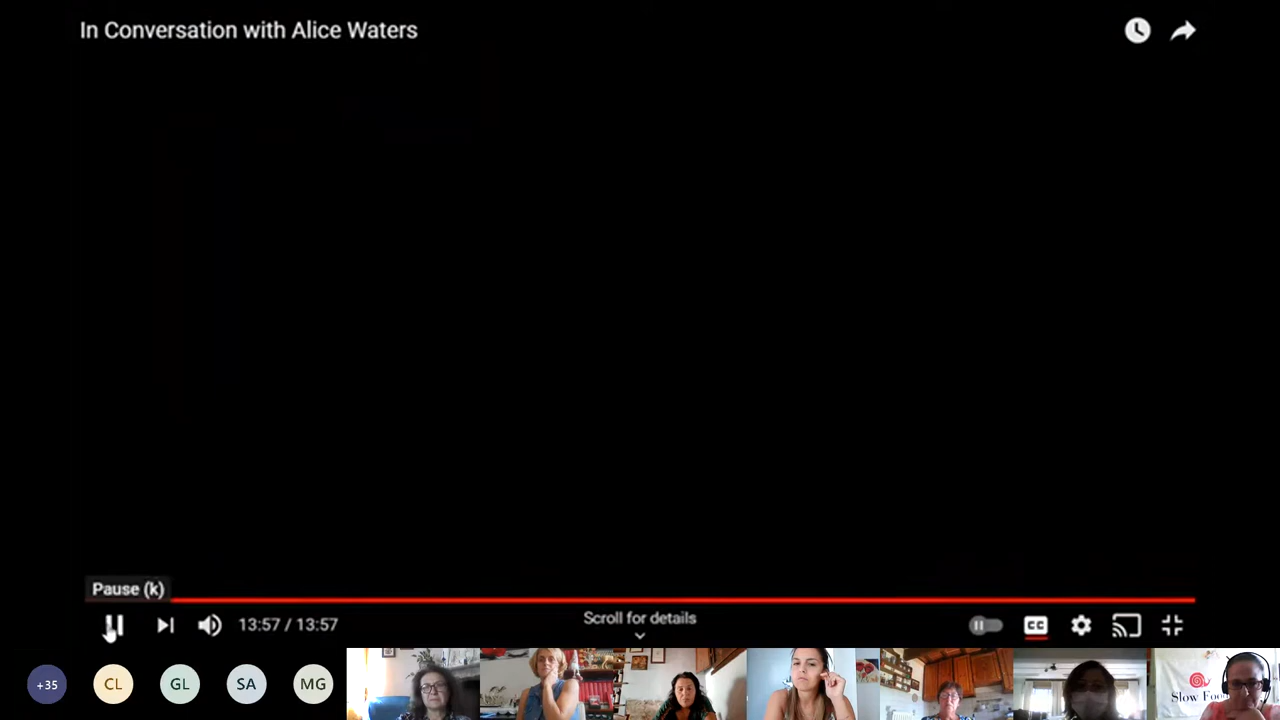 In Conversation with Alice Waters
Pause (k)
13:57 / 13:57
Scroll for details
CC
+35
CL
GL
SA
MG
Slow